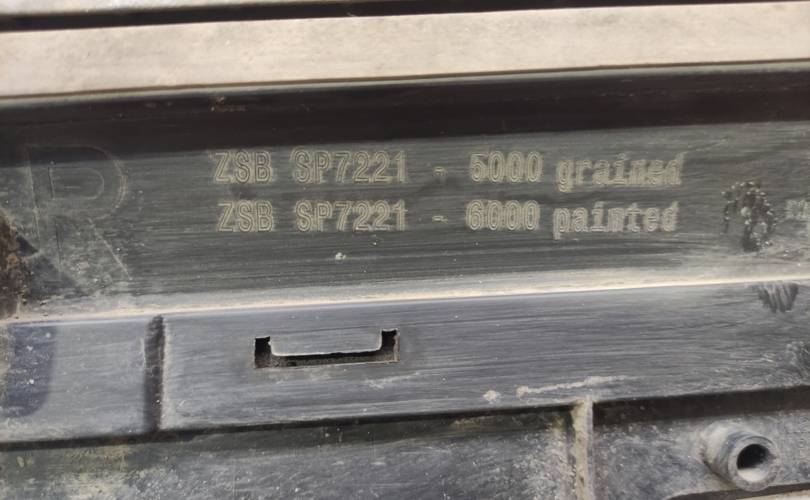 R
ZSB SP7221 - 5000 grained
ZSB SP7221 - 6000 painted